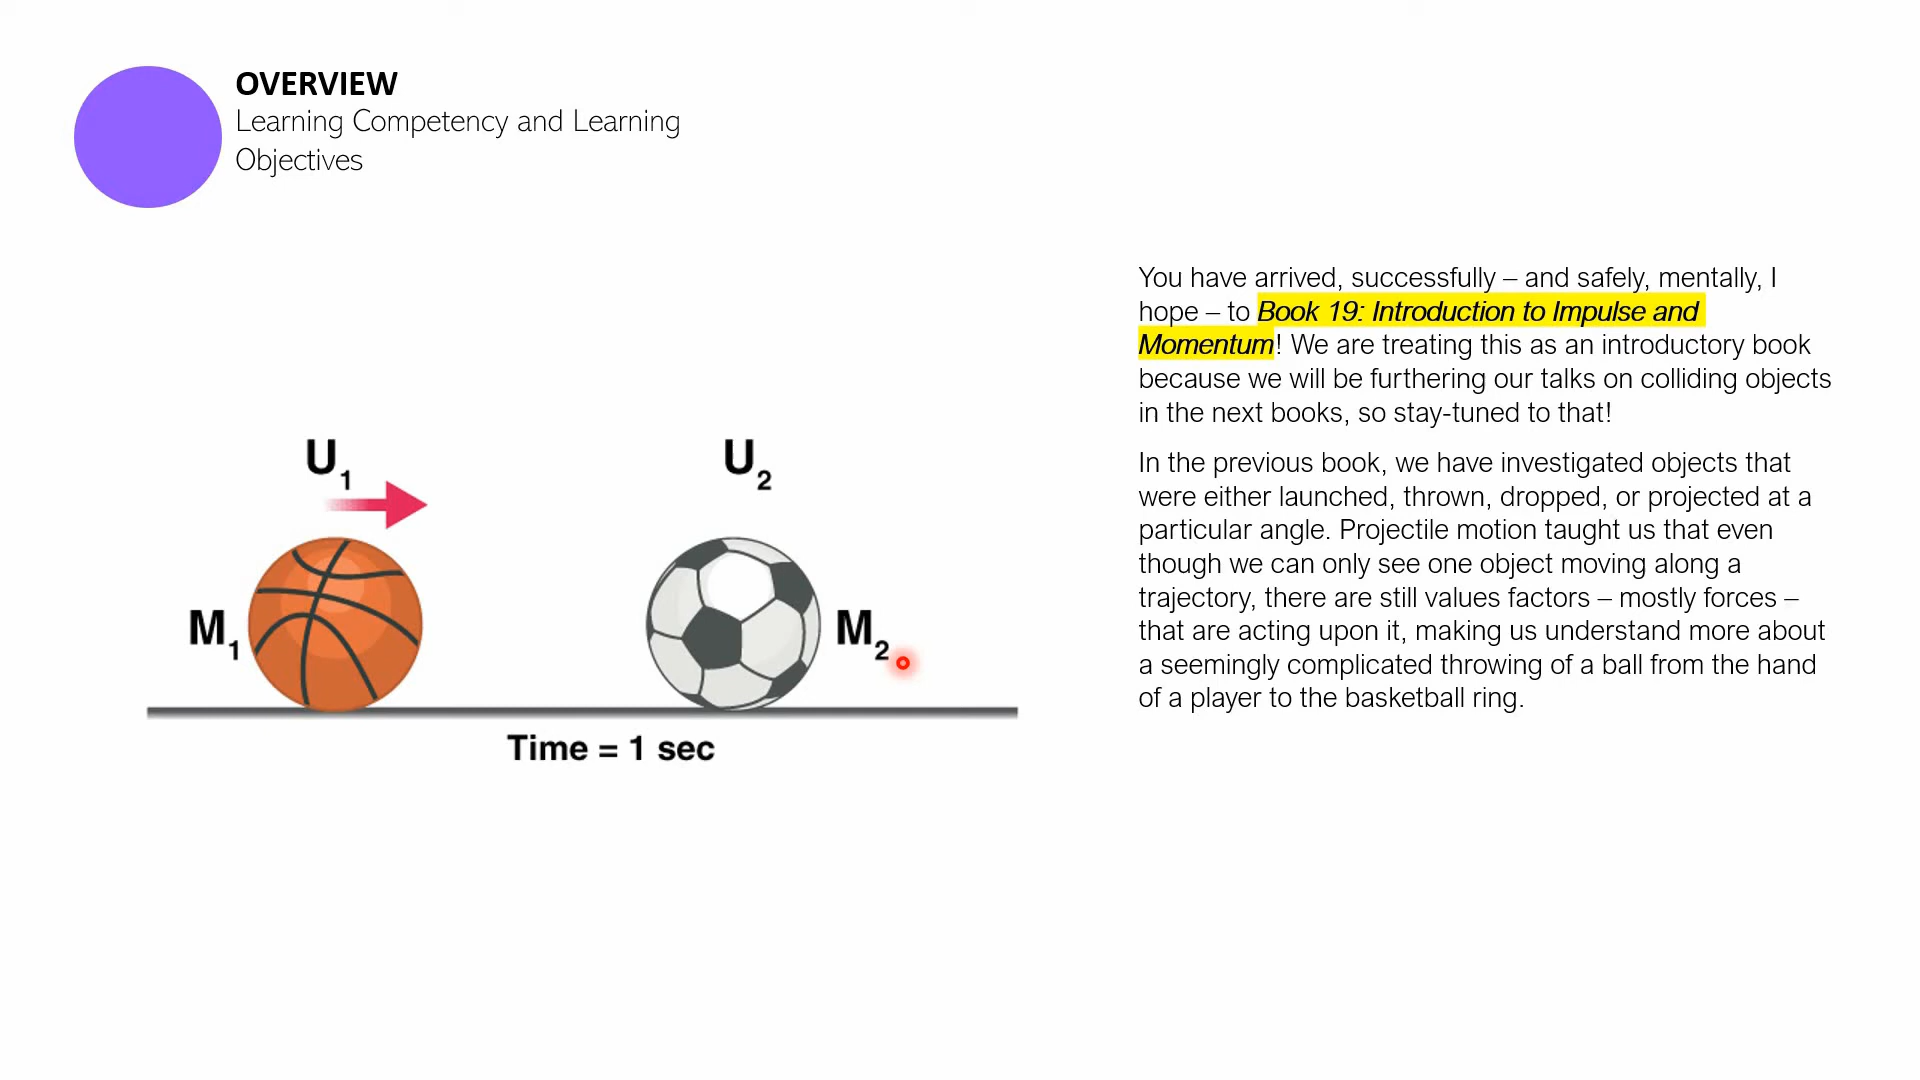 OVERVIEW
Learning Competency and Learning
Objectives
You have arrived, successfully – and safely, mentally, I
hope – to Book 19: Introduction to Impulse and
Momentum! We are treating this as an introductory book
because we will be furthering our talks on colliding objects
in the next books, so stay-tuned to that!
In the previous book, we have investigated objects that
were either launched, thrown, dropped, or projected at a
particular angle. Projectile motion taught us that even
though we can only see one object moving along a
trajectory, there are still values factors – mostly forces –
that are acting upon it, making us understand more about
a seemingly complicated throwing of a ball from the hand
of a player to the basketball ring.
U₁
U₂
M₁
M₂
Time = 1 sec